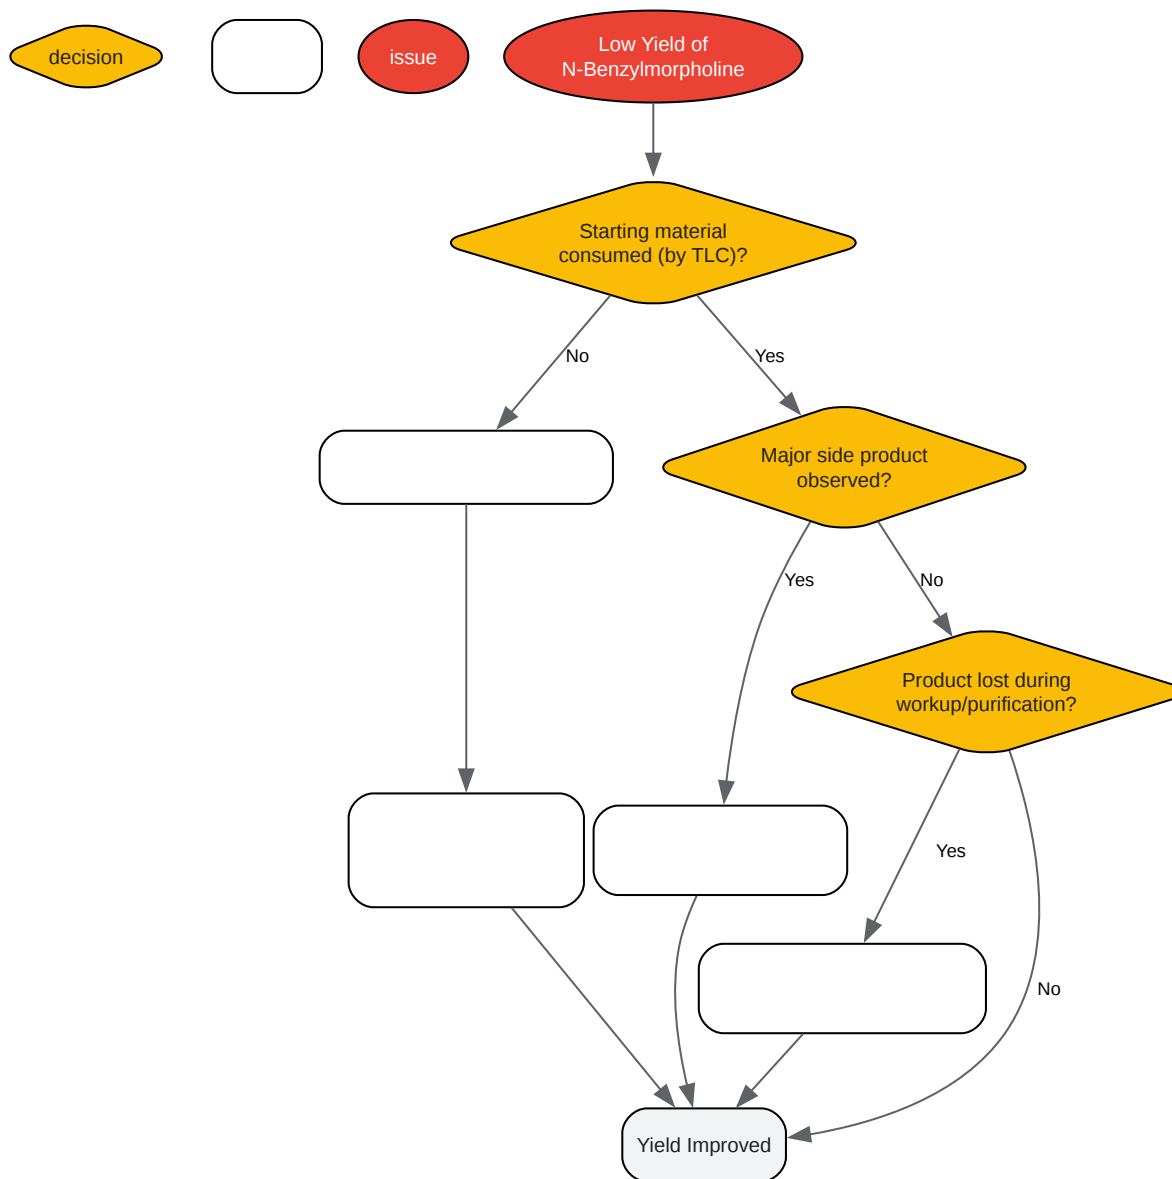 decision
issue
Low Yield of
N-Benzylmorpholine
Starting material
consumed (by TLC)?
No
Yes
Major side product
observed?
Yes
No
Product lost during
workup/purification?
Yes
No
Yield Improved